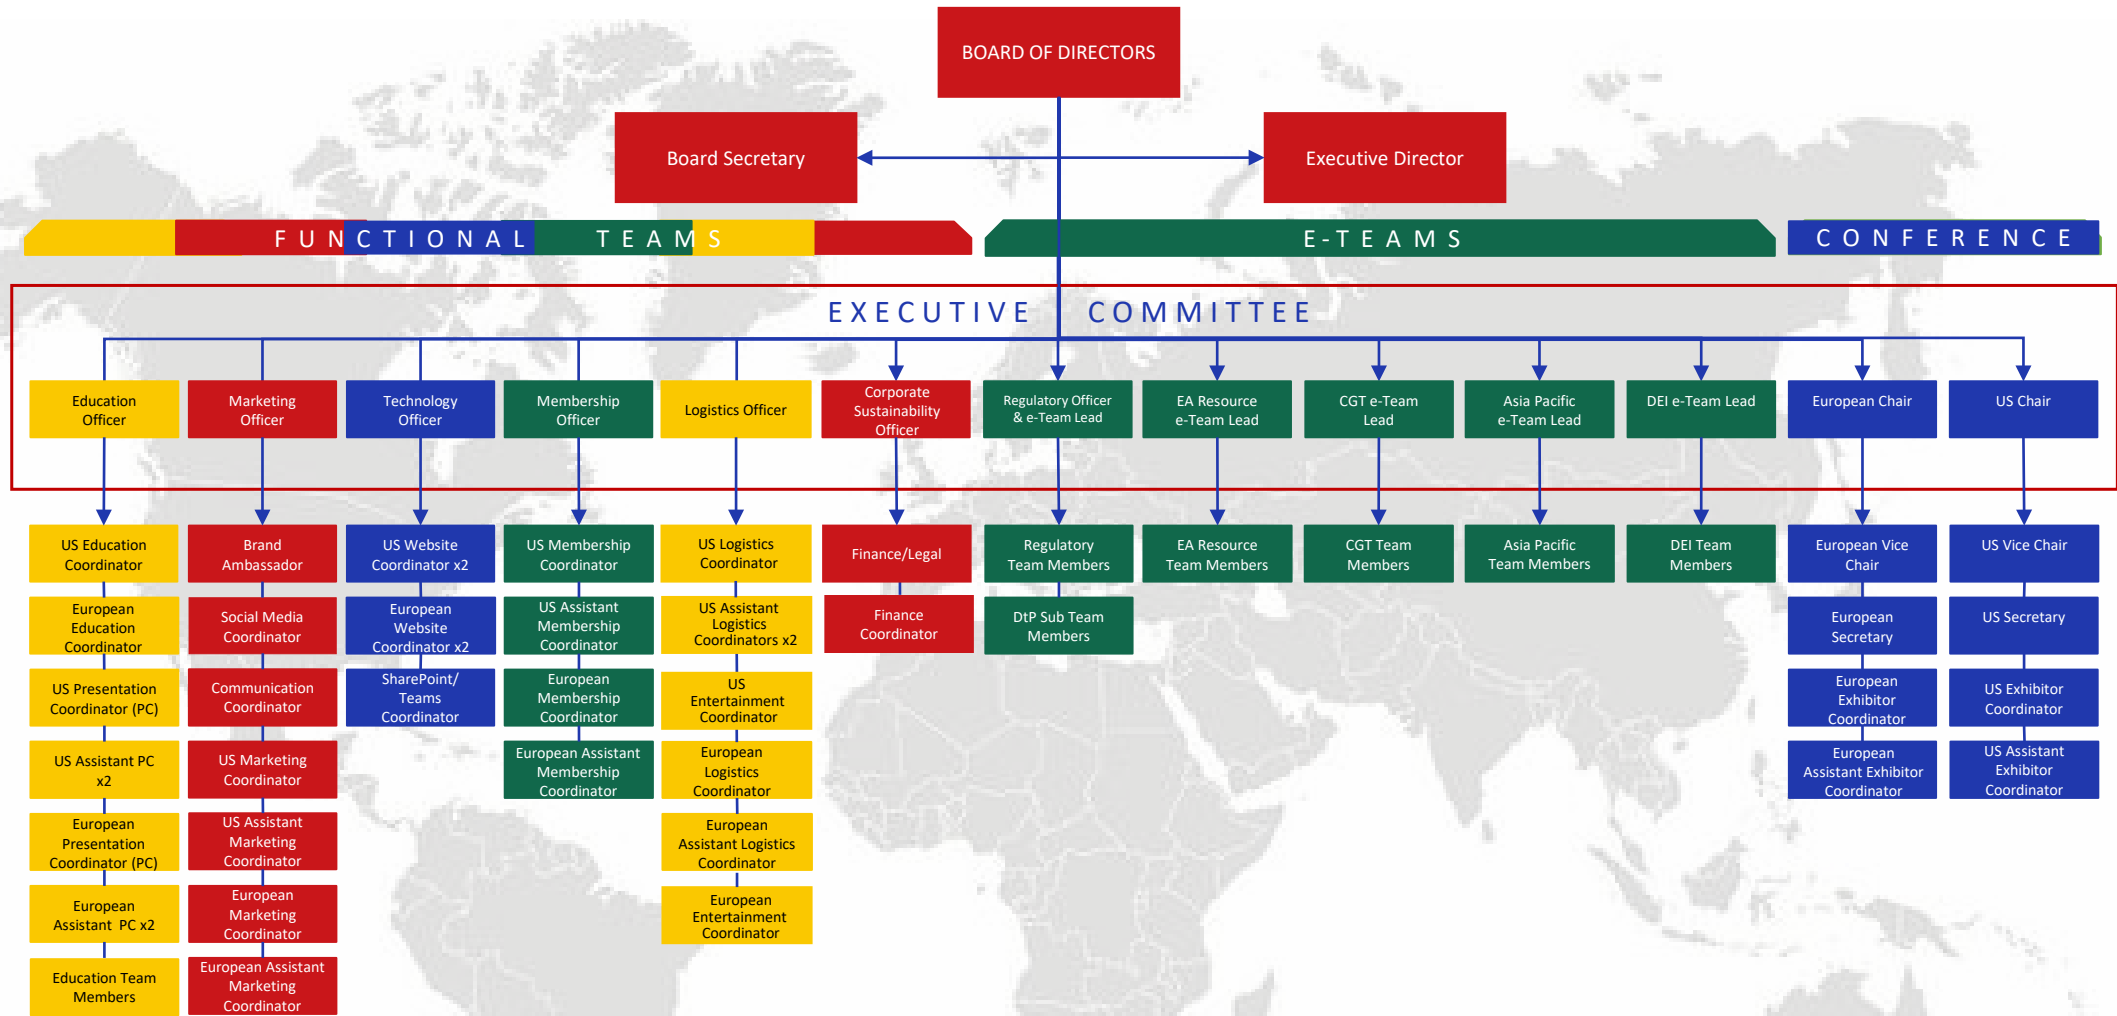 BOARD OF DIRECTORS
Board Secretary
Executive Director
FUNCTIONAL TEAMS
E-TEAMS
CONFERENCE
EXECUTIVE COMMITTEE
Education
Officer
Marketing
Officer
Technology
Officer
Membership
Officer
Logistics Officer
Corporate
Sustainability
Officer
Regulatory Officer
& e-Team Lead
EA Resource
e-Team Lead
CGT e-Team
Lead
Asia Pacific
e-Team Lead
DEI e-Team Lead
European Chair
US Chair
US Education
Coordinator
Brand
Ambassador
US Website
Coordinator x2
US Membership
Coordinator
US Logistics
Coordinator
Finance/Legal
Regulatory
Team Members
EA Resource
Team Members
CGT Team
Members
Asia Pacific
Team Members
DEI Team
Members
European Vice
Chair
US Vice Chair
European
Education
Coordinator
Social Media
Coordinator
European
Website
Coordinator x2
US Assistant
Membership
Coordinator
US Assistant
Logistics
Coordinators x2
Finance
Coordinator
DtP Sub Team
Members
European
Secretary
US Secretary
US Presentation
Coordinator (PC)
Communication
Coordinator
SharePoint/
Teams
Coordinator
European
Membership
Coordinator
US
Entertainment
Coordinator
European
Exhibitor
Coordinator
US Exhibitor
Coordinator
US Assistant PC
x2
US Marketing
Coordinator
European Assistant
Membership
Coordinator
European
Logistics
Coordinator
European
Assistant Exhibitor
Coordinator
US Assistant
Exhibitor
Coordinator
European
Presentation
Coordinator (PC)
US Assistant
Marketing
Coordinator
European
Assistant Logistics
Coordinator
European
Assistant PC x2
European
Marketing
Coordinator
European
Entertainment
Coordinator
Education Team
Members
European Assistant
Marketing
Coordinator